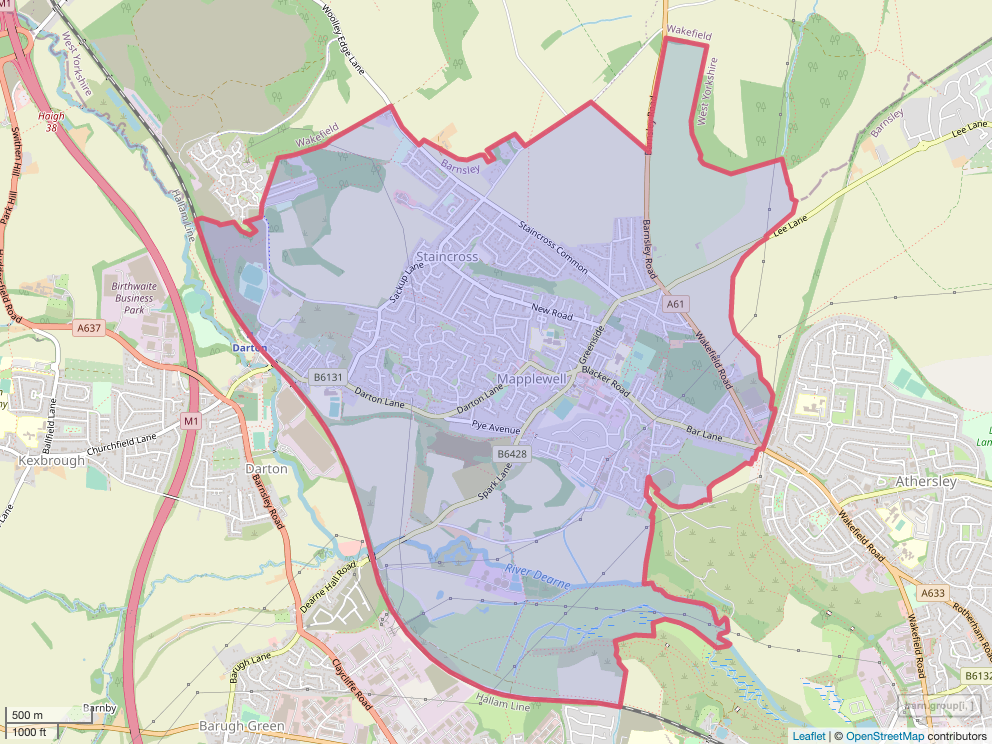 M1
Woolley Edge Lane
Wakefield
West Yorkshire
West Yorkshire
Haigh
38
Wakefield
Barnsley
Barnsley
Lee Lane
Swithen Hill
Park Hill
Hallam Line
Staincross Common
Barnsley Road
Lee Lane
Staincross
Sackup Lane
Birthwaite
Business
Park
A61
New Road
A637
Greenside
Wakefield Road
Darton
B6131
Mapplewell
Blacker Road
Darton Lane
Darton Lane
M1
Ballfield Lane
Pye Avenue
Bar Lane
Churchfield Lane
B6428
Kexbrough
Darton
Spark Lane
Athersley
Barnsley Road
Wakefield Road
River Dearne
Dearne Hall Road
A633
Rotherham Road
Wakefield Road
Barugh Lane
Claycliffe Road
B6132
Hallam Line
500 m
Barnby
1000 ft
Barugh Green
Leaflet | © OpenStreetMap contributors